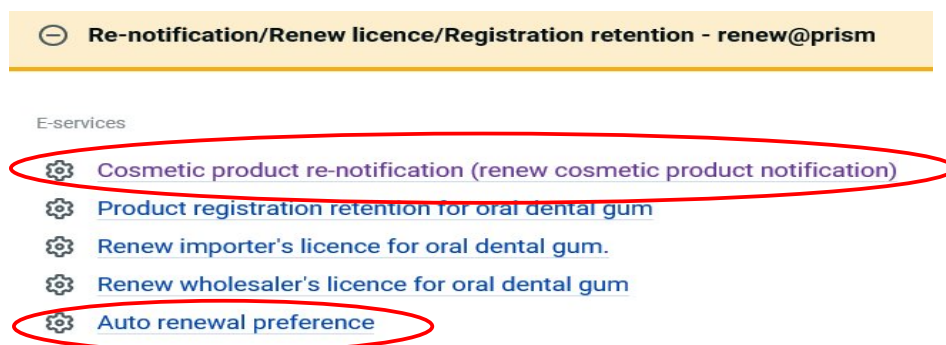 Re-notification/Renew licence/Registration retention - renew@prism
E-services
Cosmetic product re-notification (renew cosmetic product notification)
Product registration retention for oral dental gum
Renew importer's licence for oral dental gum.
Renew wholesaler's licence for oral dental gum
Auto renewal preference